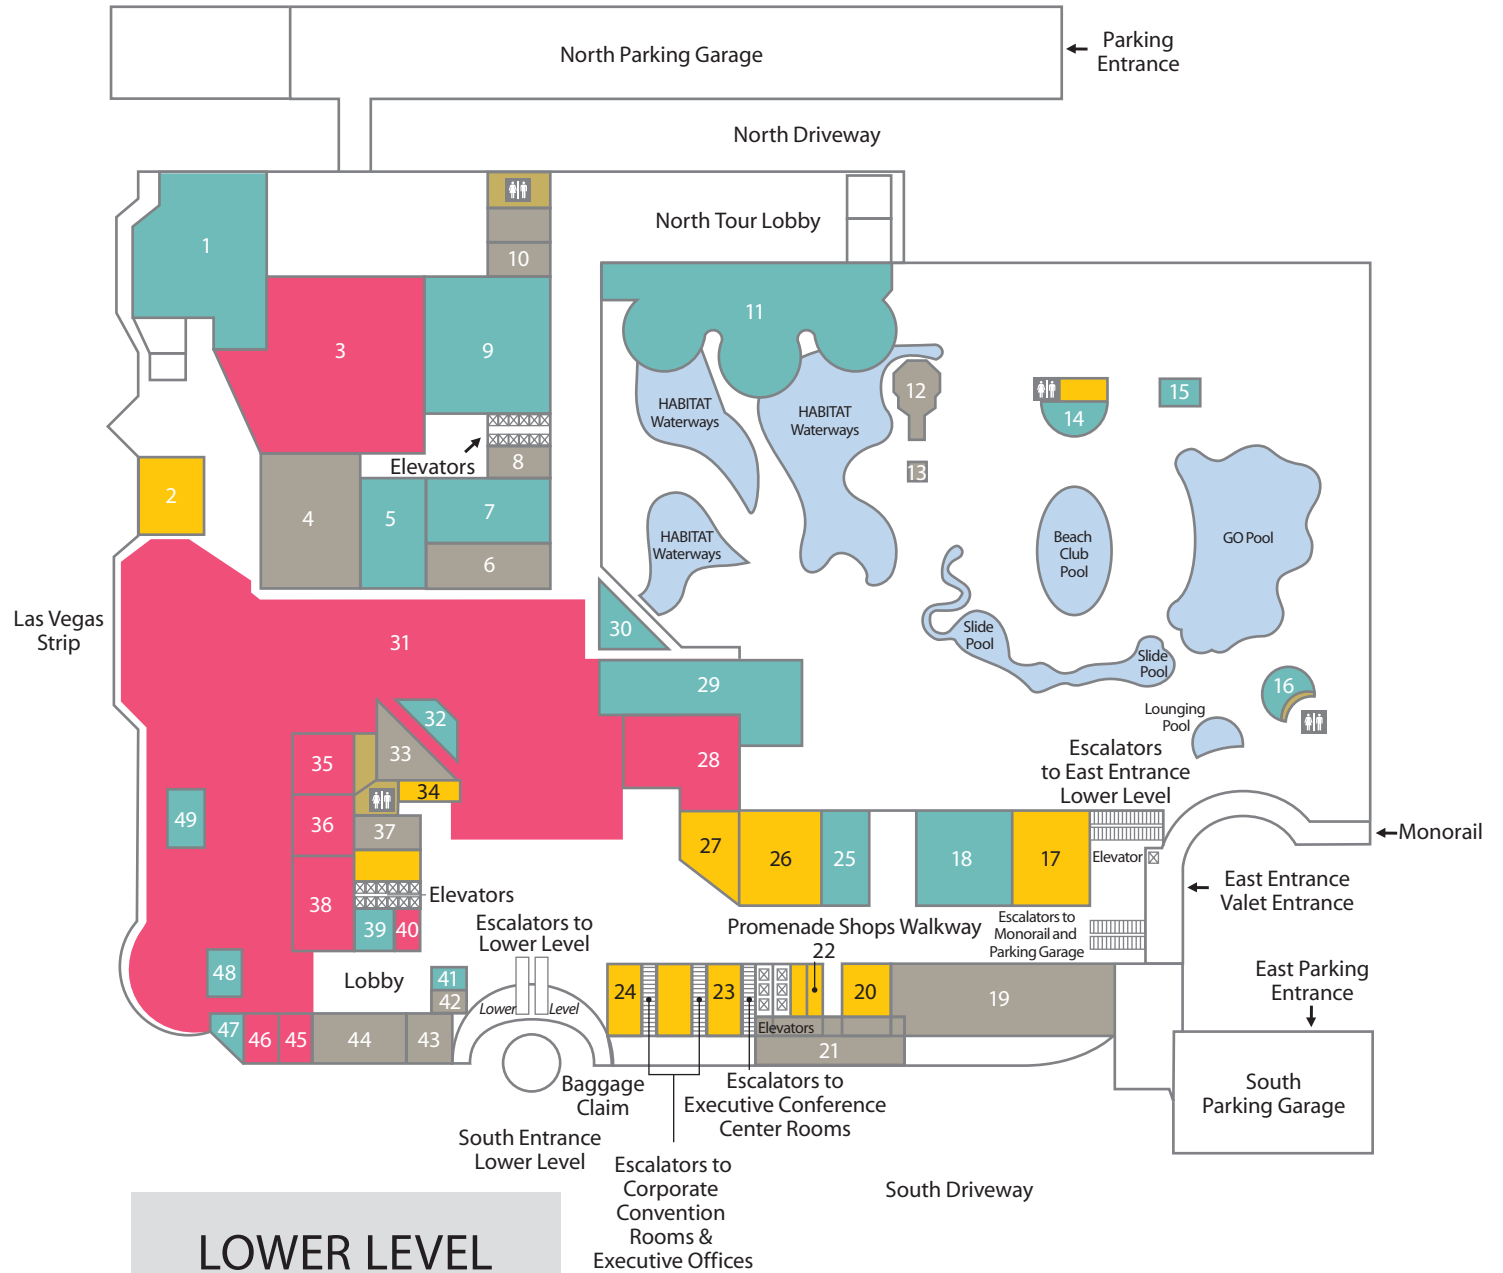 North Parking Garage
Parking
Entrance
North Driveway
North Tour Lobby
1
10
11
3
9
HABITAT
Waterways
HABITAT
Waterways
12
14
15
Elevators
8
13
2
4
5
7
6
HABITAT
Waterways
Beach
Club
Pool
GO Pool
Las Vegas
Strip
31
30
Slide
Pool
Slide
Pool
29
16
32
33
28
Lounging
Pool
35
34
Escalators
to East Entrance
Lower Level
49
36
37
27
26
25
18
17
Elevator
Monorail
38
Elevators
39
40
Escalators to
Lower Level
Promenade Shops Walkway
22
Escalators to
Monorail and
Parking Garage
East Entrance
Valet Entrance
48
Lobby
41
42
Lower
Level
24
23
20
19
East Parking
Entrance
47
46
45
44
43
Elevators
21
Baggage
Claim
Escalators to
Executive Conference
Center Rooms
South
Parking Garage
South Entrance
Lower Level
Escalators to
Corporate
Convention
Rooms &
Executive Offices
South Driveway
LOWER LEVEL